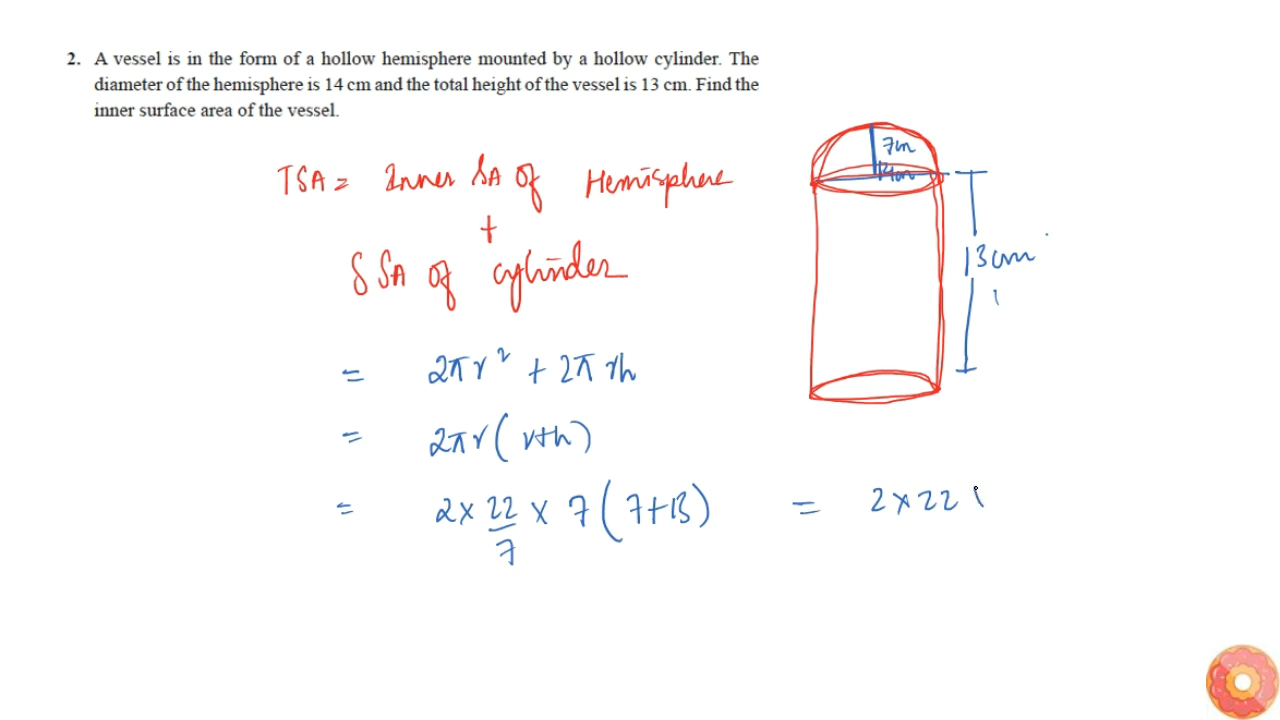 2. A vessel is in the form of a hollow hemisphere mounted by a hollow cylinder. The
diameter of the hemisphere is 14 cm and the total height of the vessel is 13 cm. Find the
inner surface area of the vessel.
7cm
14cm
TSA = Inner SA of Hemisphere
+
SA of cylinder
13cm
= 2πr² + 2πrh
= 2πr(r+h)
= 2 × 22/7 × 7(7+13) = 2×22(